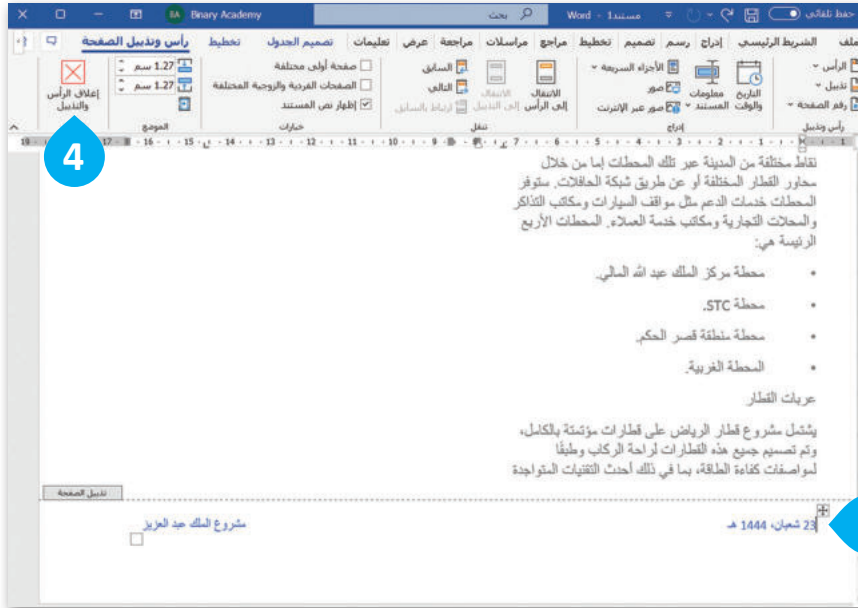 حفظ تلقائي
مستند1 - Word
بحث
Binary Academy
BA
ملف
الشريط الرئيسي
إدراج
رسم
تصميم
تخطيط
مراجع
مراسلات
مراجعة
عرض
تعليمات
تصميم الجدول
تخطيط
رأس وتذييل الصفحة
الرأس
تذييل
رقم الصفحة
رأس وتذييل
التاريخ والوقت
معلومات المستند
الأجزاء السريعة
صور
صور عبر الإنترنت
إدراج
الانتقال إلى الرأس
الانتقال إلى التذييل
السابق
التالي
ارتباط بالسابق
تنقل
صفحة أولى مختلفة
الصفحات الفردية والزوجية المختلفة
إظهار نص المستند
خيارات
1.27 سم
1.27 سم
الموضع
إغلاق الرأس والتذييل
4
نقاط مختلفة من المدينة عبر تلك المحطات إما من خلال
محاور القطار المختلفة أو عن طريق شبكة الحافلات. ستوفر
المحطات خدمات الدعم مثل مواقف السيارات ومكاتب التذاكر
والمحلات التجارية ومكاتب خدمة العملاء. المحطات الأربع
الرئيسة هي:
• محطة مركز الملك عبد الله المالي.
• محطة STC.
• محطة منطقة قصر الحكم.
• المحطة الغربية.
عربات القطار
يشتمل مشروع قطار الرياض على قطارات مؤتمتة بالكامل،
وتم تصميم جميع هذه القطارات لراحة الركاب وطبقًا
لمواصفات كفاءة الطاقة، بما في ذلك أحدث التقنيات المتواجدة
تذييل الصفحة
23 شعبان، 1444 هـ
مشروع الملك عبد العزيز